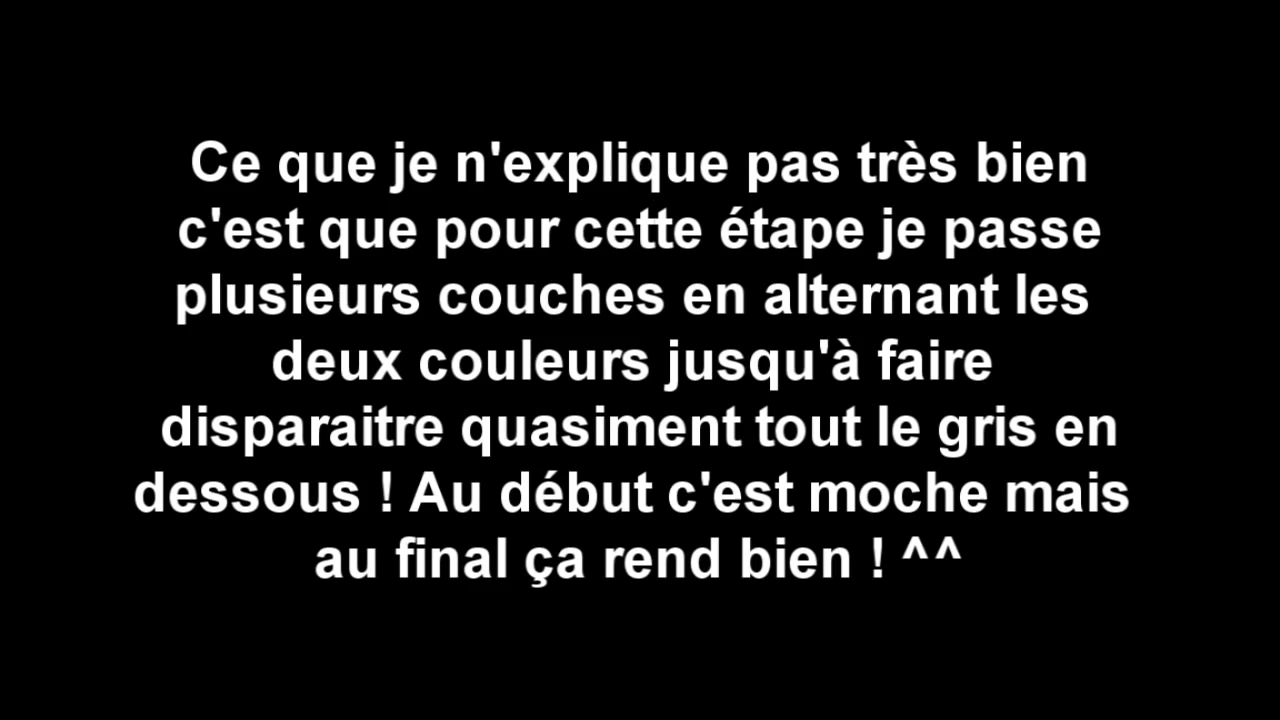 Ce que je n'explique pas très bien
c'est que pour cette étape je passe
plusieurs couches en alternant les
deux couleurs jusqu'à faire
disparaitre quasiment tout le gris en
dessous ! Au début c'est moche mais
au final ça rend bien ! ^^